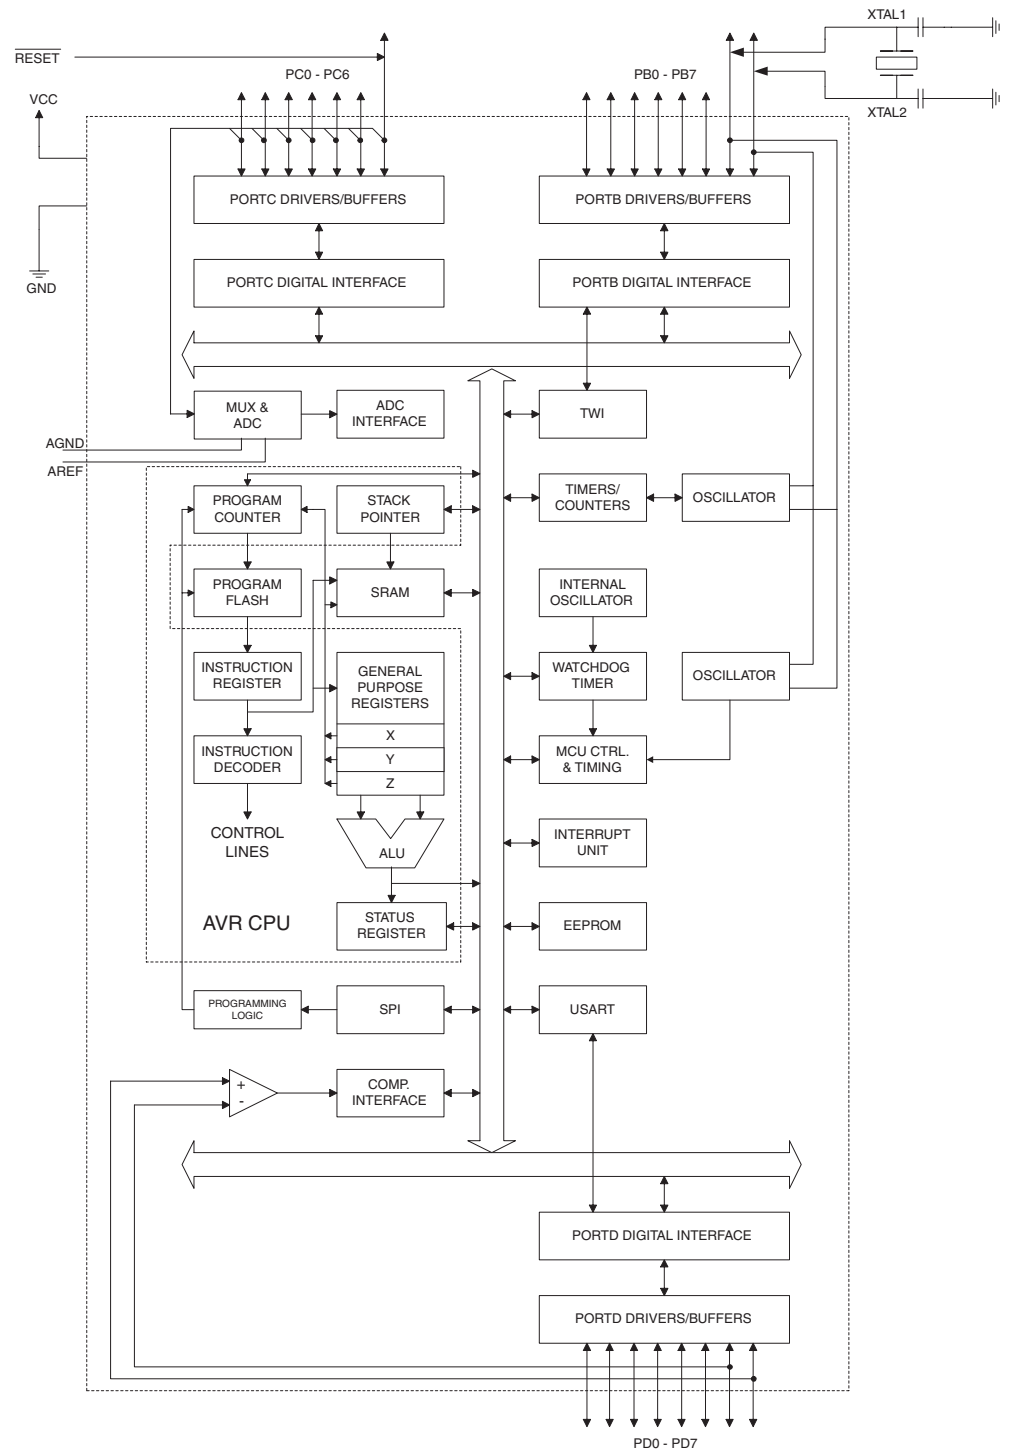 XTAL1
RESET
PC0 - PC6
PB0 - PB7
VCC
XTAL2
PORTC DRIVERS/BUFFERS
PORTB DRIVERS/BUFFERS
GND
PORTC DIGITAL INTERFACE
PORTB DIGITAL INTERFACE
MUX &
ADC
ADC
INTERFACE
TWI
AGND
AREF
PROGRAM
COUNTER
STACK
POINTER
TIMERS/
COUNTERS
OSCILLATOR
PROGRAM
FLASH
SRAM
INTERNAL
OSCILLATOR
INSTRUCTION
REGISTER
GENERAL
PURPOSE
REGISTERS
WATCHDOG
TIMER
OSCILLATOR
X
Y
Z
INSTRUCTION
DECODER
MCU CTRL.
& TIMING
CONTROL
LINES
ALU
INTERRUPT
UNIT
AVR CPU
STATUS
REGISTER
EEPROM
PROGRAMMING
LOGIC
SPI
USART
+
-
COMP.
INTERFACE
PORTD DIGITAL INTERFACE
PORTD DRIVERS/BUFFERS
PD0 - PD7